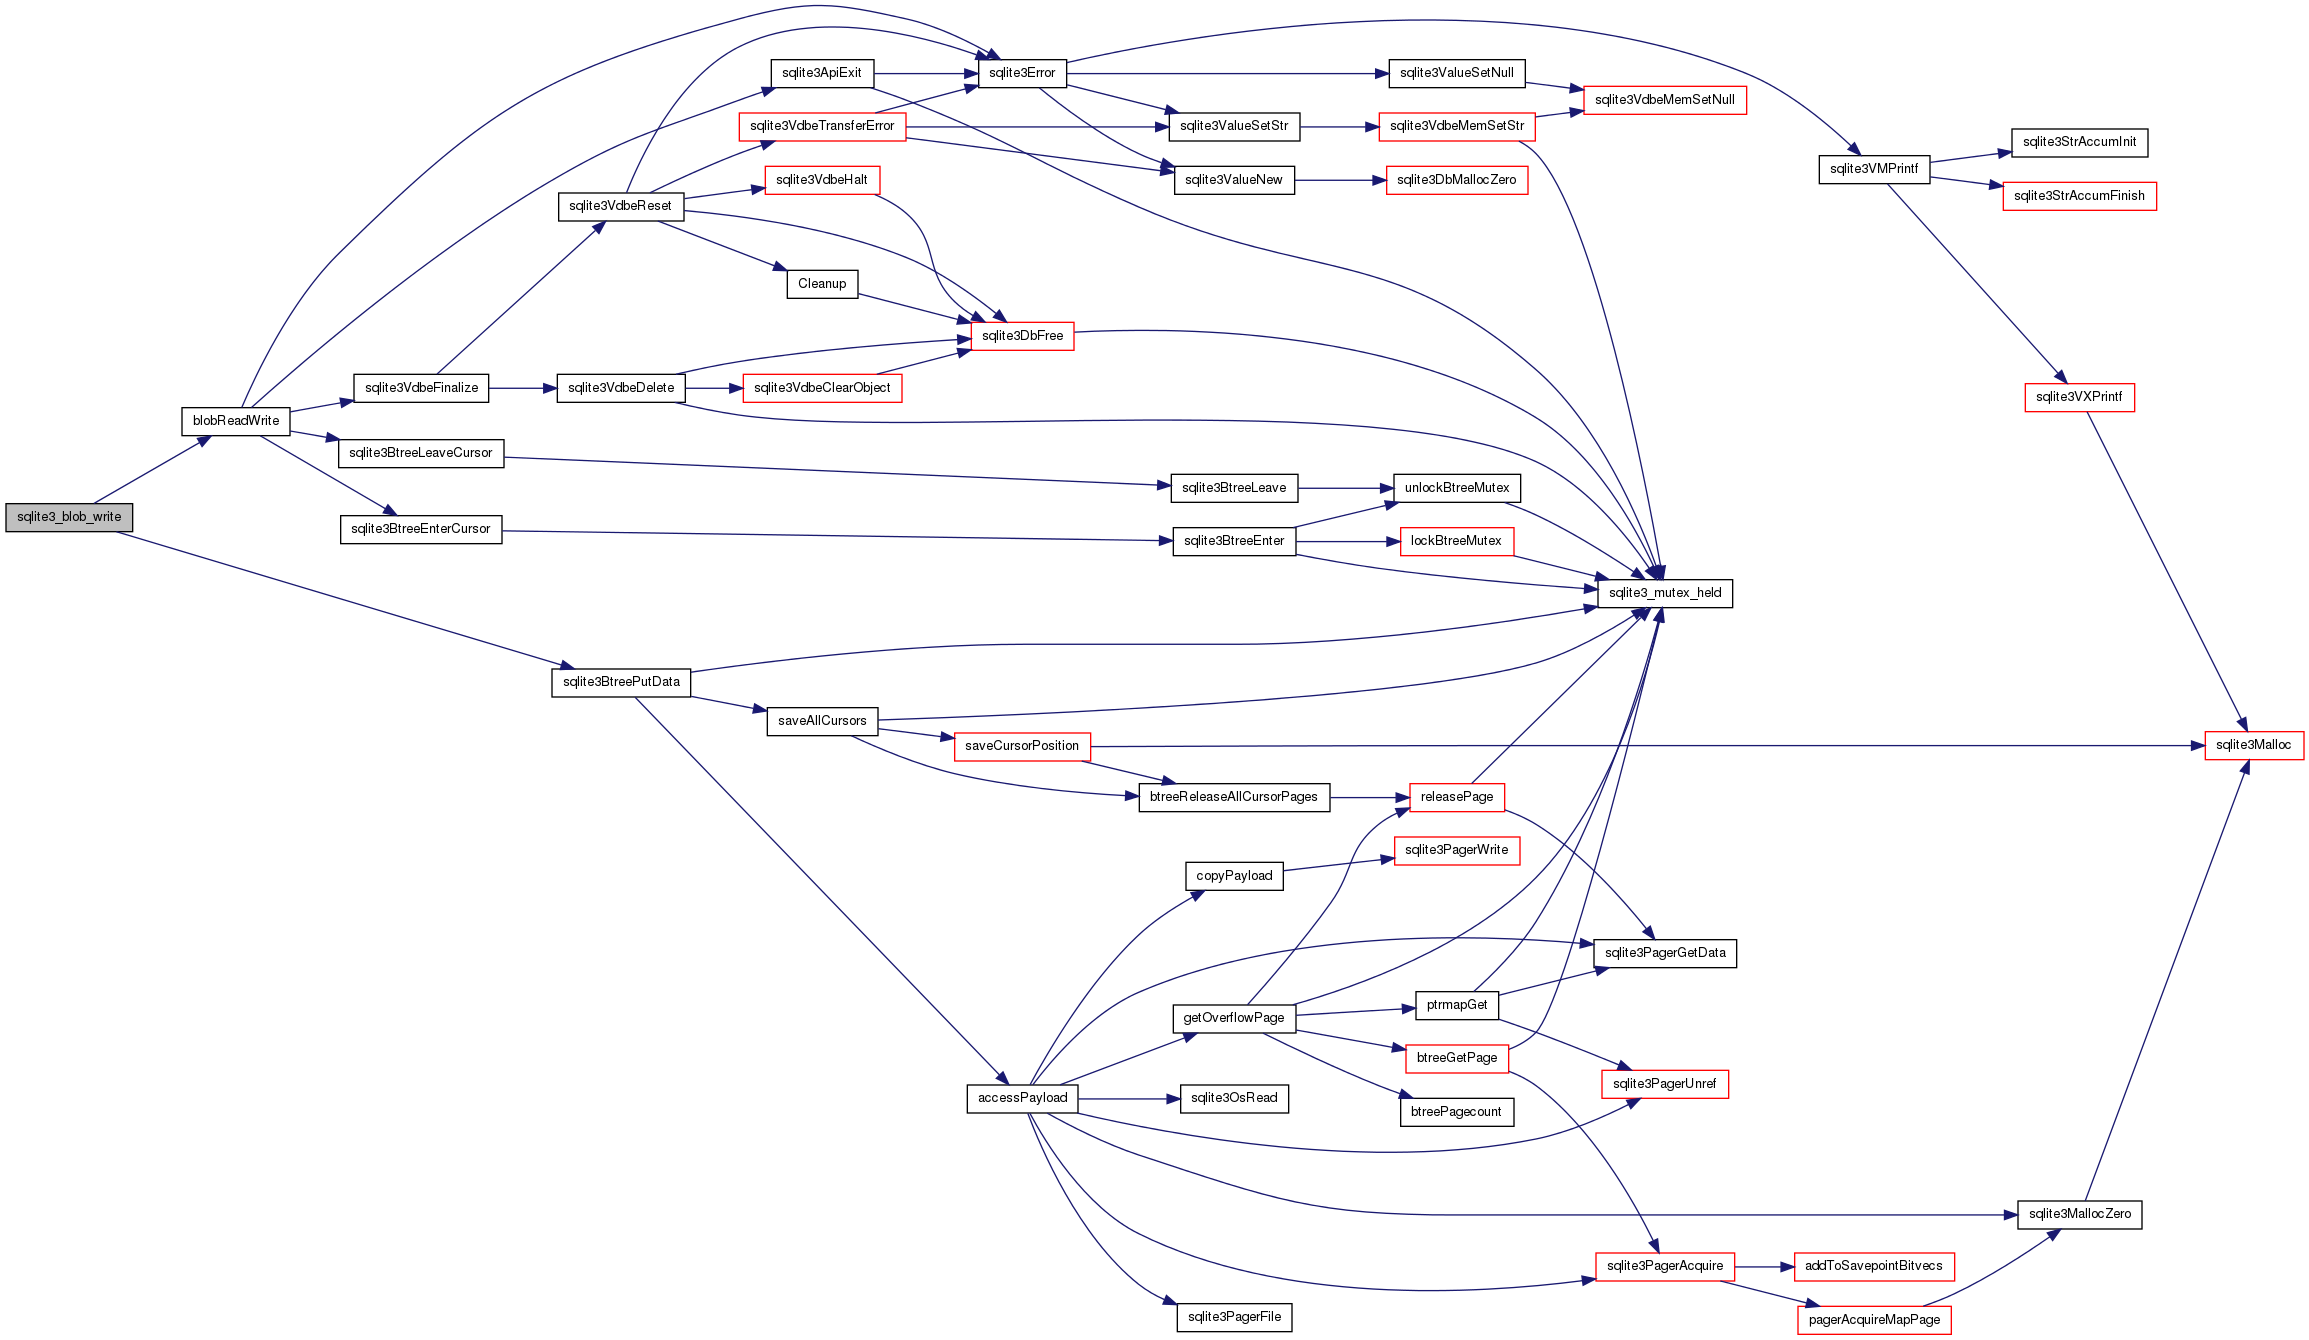 sqlite3_blob_write
blobReadWrite
sqlite3VdbeFinalize
sqlite3BtreeLeaveCursor
sqlite3BtreeEnterCursor
sqlite3VdbeReset
sqlite3VdbeDelete
sqlite3BtreePutData
sqlite3ApiExit
sqlite3VdbeTransferError
sqlite3VdbeHalt
Cleanup
sqlite3VdbeClearObject
saveAllCursors
sqlite3Error
sqlite3DbFree
saveCursorPosition
accessPayload
sqlite3ValueSetStr
sqlite3ValueNew
sqlite3BtreeLeave
sqlite3BtreeEnter
btreeReleaseAllCursorPages
copyPayload
getOverflowPage
sqlite3OsRead
sqlite3PagerFile
sqlite3ValueSetNull
sqlite3VdbeMemSetStr
sqlite3DbMallocZero
unlockBtreeMutex
lockBtreeMutex
releasePage
sqlite3PagerWrite
ptrmapGet
btreeGetPage
btreePagecount
sqlite3VdbeMemSetNull
sqlite3_mutex_held
sqlite3PagerGetData
sqlite3PagerUnref
sqlite3PagerAcquire
sqlite3VMPrintf
addToSavepointBitvecs
pagerAcquireMapPage
sqlite3StrAccumInit
sqlite3StrAccumFinish
sqlite3VXPrintf
sqlite3MallocZero
sqlite3Malloc